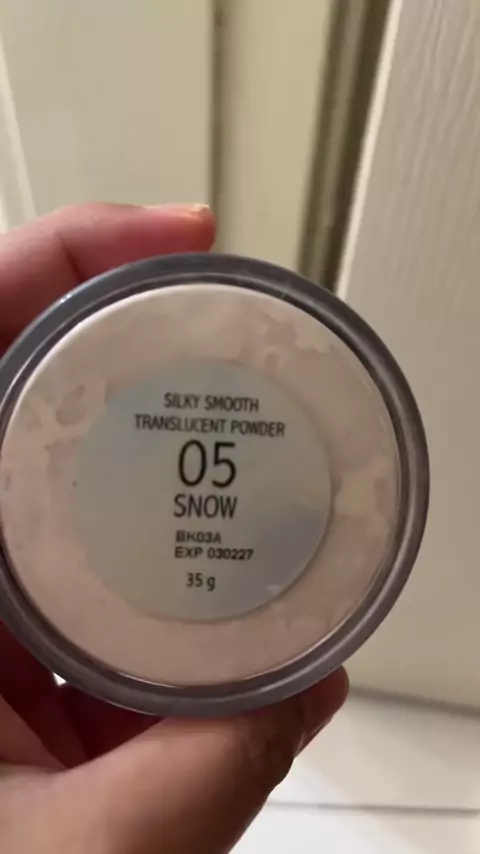 SILKY SMOOTH
TRANSLUCENT POWDER
05
SNOW
BK03A
EXP 030227
35 g